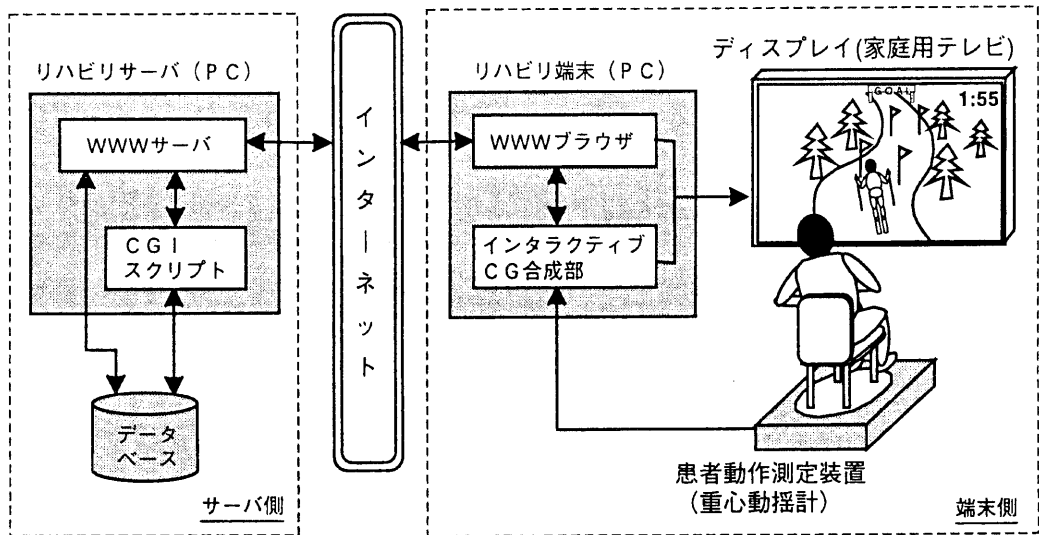 リハビリサーバ（ＰＣ）
WWWサーバ
ＣＧＩ
スクリプト
データ
ベース
サーバ側
インターネット
リハビリ端末（ＰＣ）
WWWブラウザ
インタラクティブ
ＣＧ合成部
ディスプレイ(家庭用テレビ)
GOAL
1:55
患者動作測定装置
（重心動揺計）
端末側